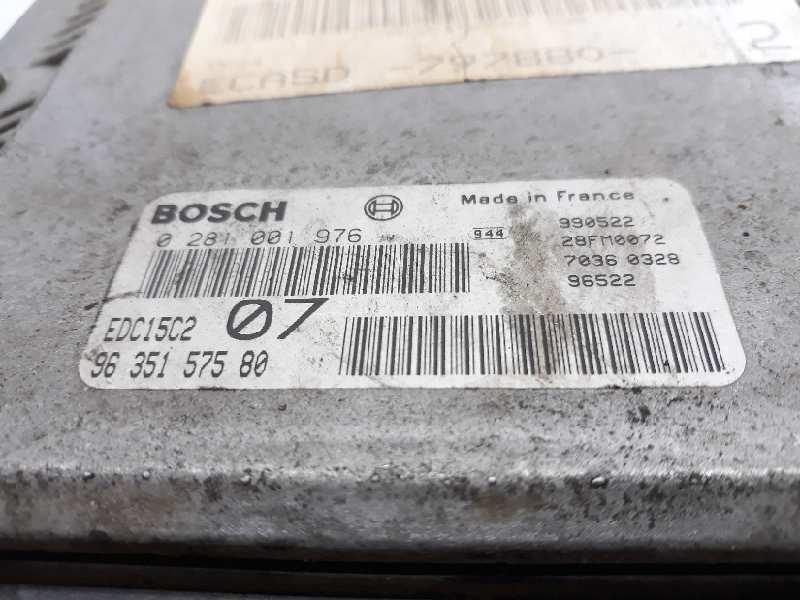 ECASD -797880-
2
BOSCH
Made in France
0 281 001 976
944
990522
28FM0072
7036 0328
96522
EDC15C2
07
96 351 575 80